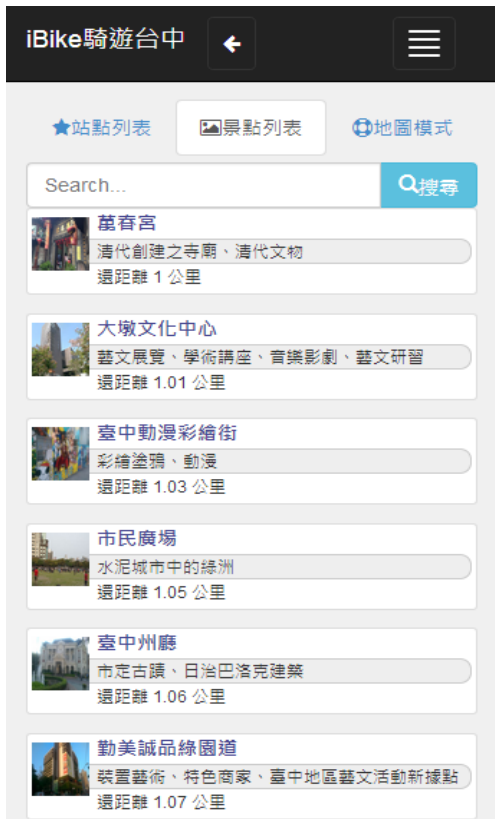 iBike騎遊台中
站點列表 景點列表 地圖模式
Search... 搜尋
萬春宮
清代創建之寺廟、清代文物
還距離 1 公里
大墩文化中心
藝文展覽、學術講座、音樂影劇、藝文研習
還距離 1.01 公里
臺中動漫彩繪街
彩繪塗鴉、動漫
還距離 1.03 公里
市民廣場
水泥城市中的綠洲
還距離 1.05 公里
臺中州廳
市定古蹟、日治巴洛克建築
還距離 1.06 公里
勤美誠品綠園道
裝置藝術、特色商家、臺中地區藝文活動新據點
還距離 1.07 公里